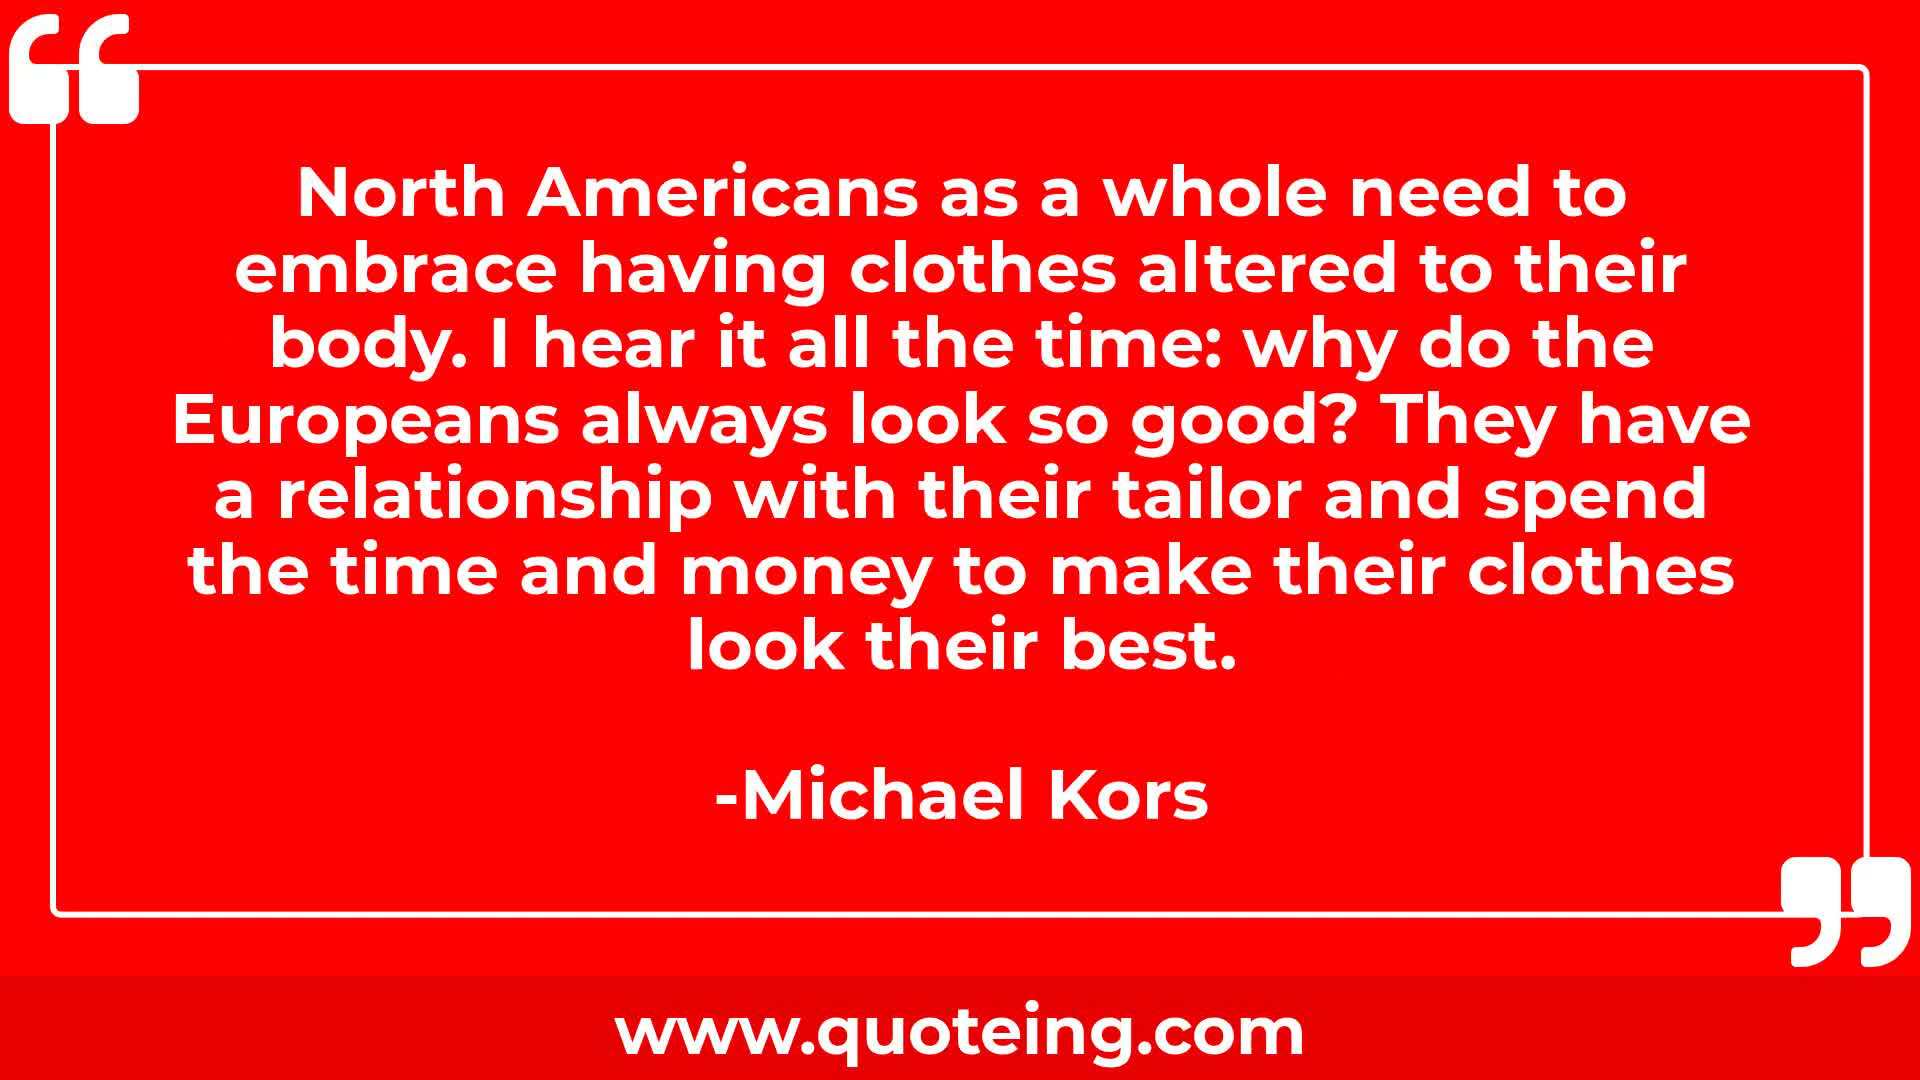 North Americans as a whole need to
embrace having clothes altered to their
body. I hear it all the time: why do the
Europeans always look so good? They have
a relationship with their tailor and spend
the time and money to make their clothes
look their best.
-Michael Kors
www.quoteing.com